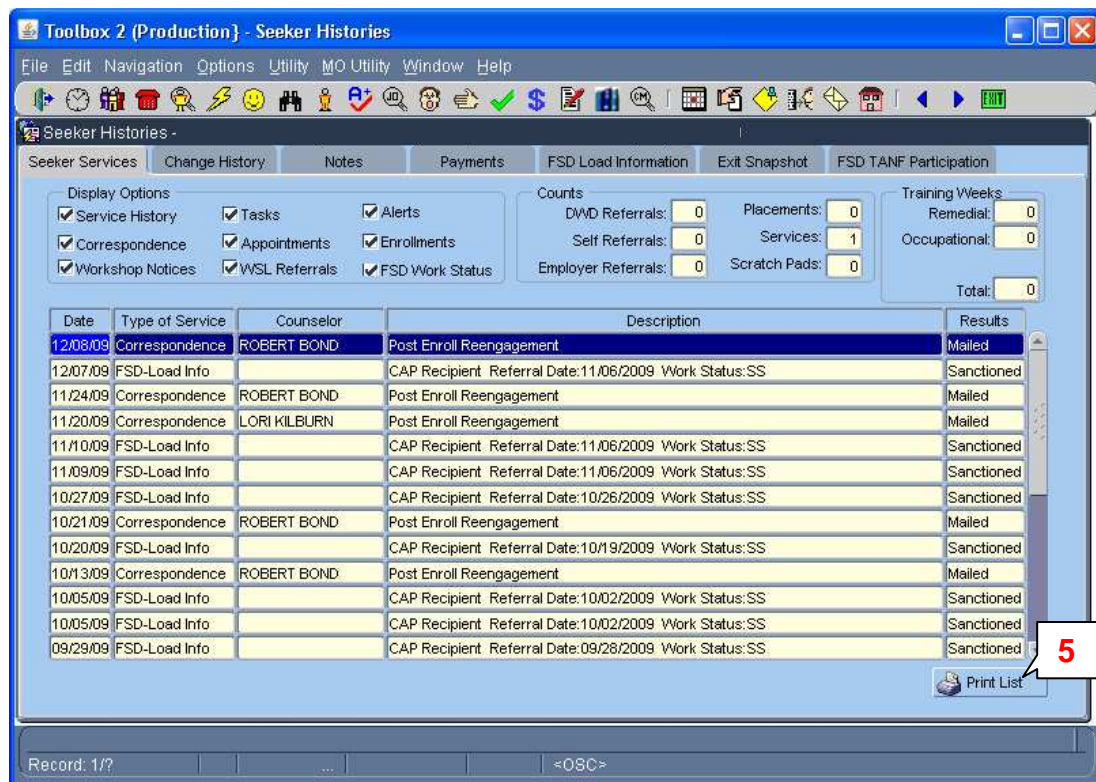 Toolbox 2 (Production} - Seeker Histories
File Edit Navigation Options Utility MO Utility Window Help
EXIT
Seeker Histories -
Seeker Services Change History Notes Payments FSD Load Information Exit Snapshot FSD TANF Participation
Display Options Counts Training Weeks
Service History Tasks Alerts DWD Referrals: 0 Placements: 0 Remedial: 0
Correspondence Appointments Enrollments Self Referrals: 0 Services: 1 Occupational: 0
Workshop Notices WSL Referrals FSD Work Status Employer Referrals: 0 Scratch Pads: 0
Total: 0
Date Type of Service Counselor Description Results
12/08/09 Correspondence ROBERT BOND Post Enroll Reengagement Mailed
12/07/09 FSD-Load Info CAP Recipient Referral Date:11/06/2009 Work Status:SS Sanctioned
11/24/09 Correspondence ROBERT BOND Post Enroll Reengagement Mailed
11/20/09 Correspondence LORI KILBURN Post Enroll Reengagement Mailed
11/10/09 FSD-Load Info CAP Recipient Referral Date:11/06/2009 Work Status:SS Sanctioned
11/09/09 FSD-Load Info CAP Recipient Referral Date:11/06/2009 Work Status:SS Sanctioned
10/27/09 FSD-Load Info CAP Recipient Referral Date:10/26/2009 Work Status:SS Sanctioned
10/21/09 Correspondence ROBERT BOND Post Enroll Reengagement Mailed
10/20/09 FSD-Load Info CAP Recipient Referral Date:10/19/2009 Work Status:SS Sanctioned
10/13/09 Correspondence ROBERT BOND Post Enroll Reengagement Mailed
10/05/09 FSD-Load Info CAP Recipient Referral Date:10/02/2009 Work Status:SS Sanctioned
10/05/09 FSD-Load Info CAP Recipient Referral Date:10/02/2009 Work Status:SS Sanctioned
09/29/09 FSD-Load Info CAP Recipient Referral Date:09/28/2009 Work Status:SS Sanctioned
5
Print List
Record: 1/? ... <OSC>